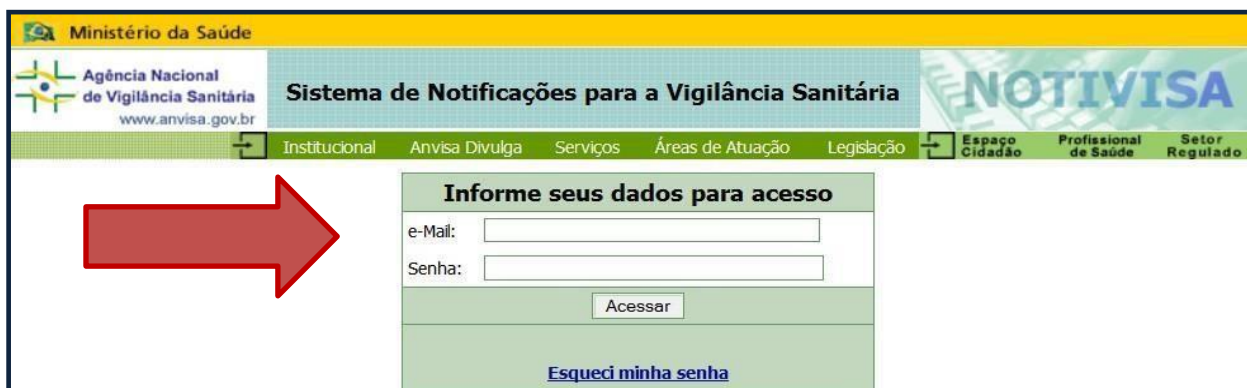 Ministério da Saúde
Agência Nacional
de Vigilância Sanitária
www.anvisa.gov.br
Sistema de Notificações para a Vigilância Sanitária
NOTIVISA
Institucional Anvisa Divulga Serviços Áreas de Atuação Legislação Espaço Cidadão Profissional de Saúde Setor Regulado
Informe seus dados para acesso
e-Mail:
Senha:
Acessar
Esqueci minha senha